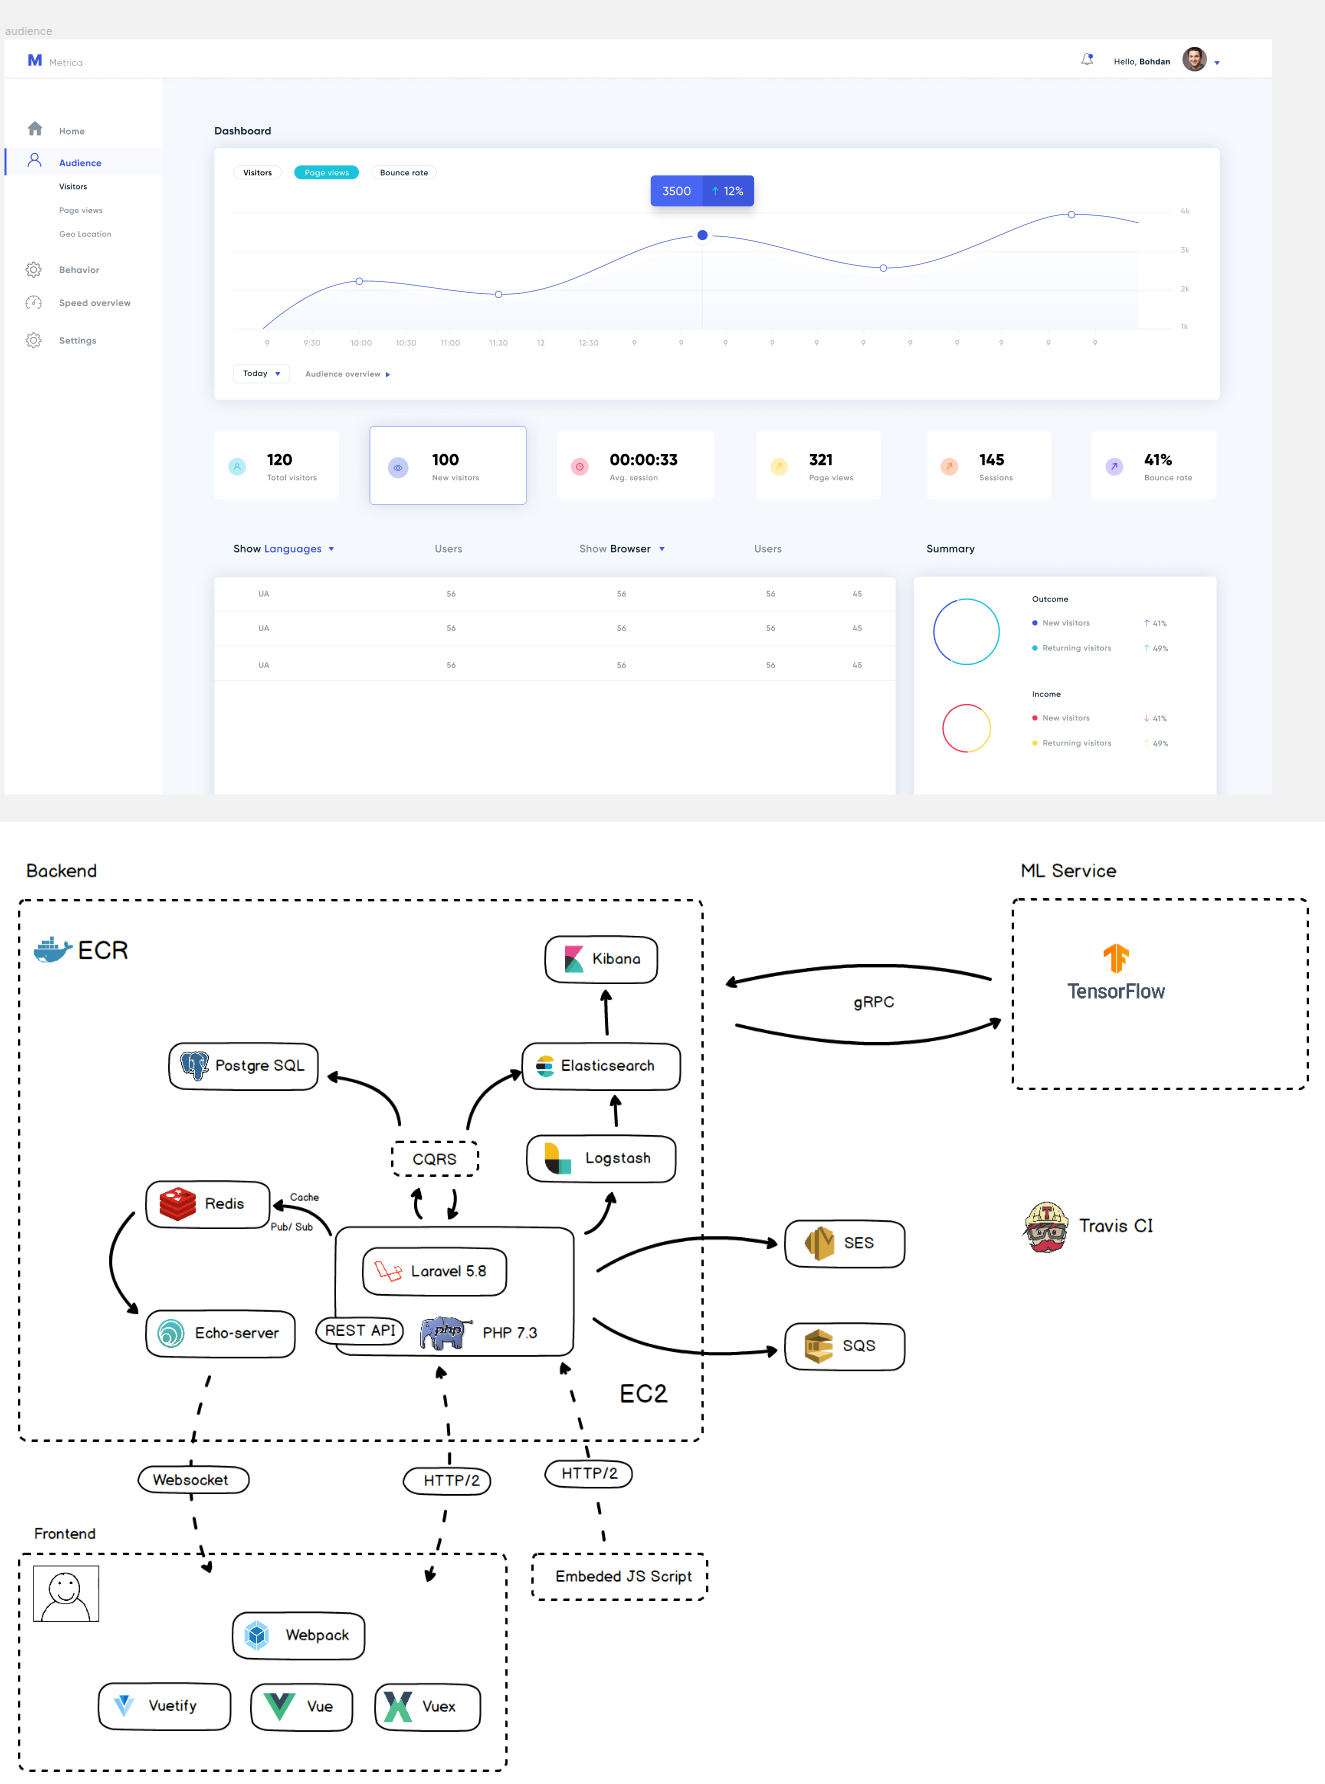 audience
M Metrica
Hello, Bohdan
Home
Audience
Visitors
Page views
Geo Location
Behavior
Speed overview
Settings
Dashboard
Visitors Page views Bounce rate
3500 ↑ 12%
4k
3k
2k
1k
9 9:30 10:00 10:30 11:00 11:30 12 12:30 9 9 9 9 9 9 9 9 9 9 9
Today Audience overview
120
Total visitors
100
New visitors
00:00:33
Avg. session
321
Page views
145
Sessions
41%
Bounce rate
Show Languages Users Show Browser Users
UA 56 56 56 45
UA 56 56 56 45
UA 56 56 56 45
Summary
Outcome
New visitors ↑ 41%
Returning visitors ↑ 49%
Income
New visitors ↓ 41%
Returning visitors ↑ 49%
Backend
ECR
Kibana
Postgre SQL
Elasticsearch
CQRS
Logstash
Redis
Cache
Pub/ Sub
Laravel 5.8
Echo-server
REST API
php
PHP 7.3
EC2
gRPC
ML Service
TensorFlow
SES
SQS
T
Travis CI
Websocket
HTTP/2
HTTP/2
Frontend
Embeded JS Script
Webpack
Vuetify
Vue
Vuex